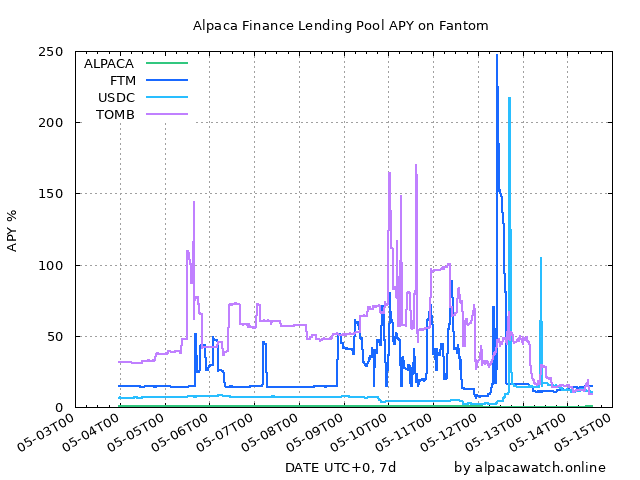 Alpaca Finance Lending Pool APY on Fantom
250
200
150
100
50
0
APY %
ALPACA
FTM
USDC
TOMB
05-03T00
05-04T00
05-05T00
05-06T00
05-07T00
05-08T00
05-09T00
05-10T00
05-11T00
05-12T00
05-13T00
05-14T00
05-15T00
DATE UTC+0, 7d
by alpacawatch.online